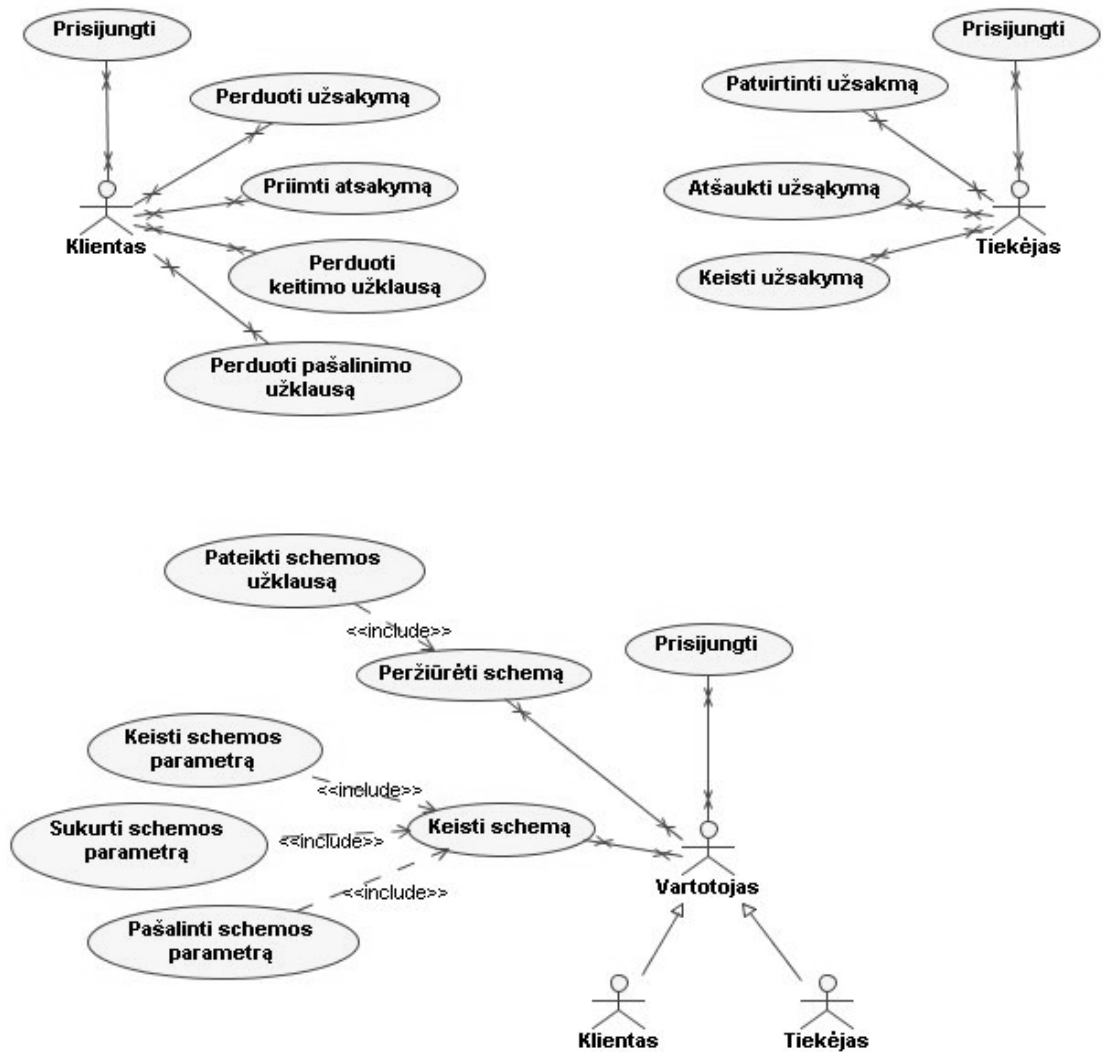 Prisijungti
Perduoti užsakymą
Priimti atsakymą
Klientas
Perduoti
keitimo užklausą
Perduoti pašalinimo
užklausą
Prisijungti
Patvirtinti užsakmą
Atšaukti užsąkymą
Tiekėjas
Keisti užsakymą
Pateikti schemos
užklausą
<<include>>
Prisijungti
Peržiūrėti schemą
Keisti schemos
parametrą
<<include>>
Sukurti schemos
parametrą
<<include>>
Keisti schemą
Pašalinti schemos
parametrą
<<include>>
Vartotojas
Klientas
Tiekėjas